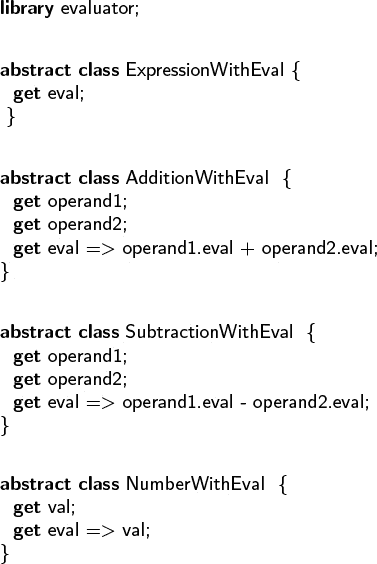 library evaluator;
abstract class ExpressionWithEval {
get eval;
}
abstract class AdditionWithEval {
get operand1;
get operand2;
get eval => operand1.eval + operand2.eval;
}
abstract class SubtractionWithEval {
get operand1;
get operand2;
get eval => operand1.eval - operand2.eval;
}
abstract class NumberWithEval {
get val;
get eval => val;
}